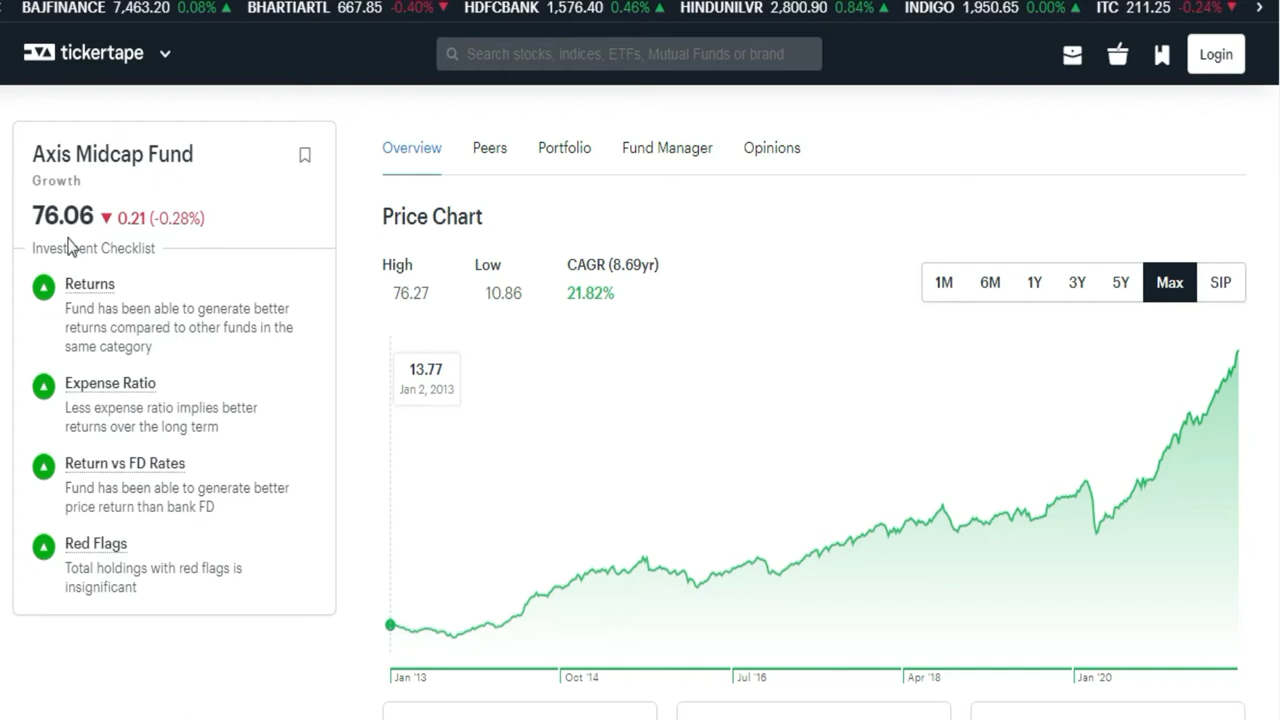 BAJFINANCE 7,463.20 0.08% ▲ BHARTIARTL 667.85 -0.40% ▼ HDFCBANK 1,576.40 0.46% ▲ HINDUNILVR 2,800.90 0.84% ▲ INDIGO 1,950.65 0.00% ▲ ITC 211.25 -0.24% ▼
tickertape
Search stocks, indices, ETFs, Mutual Funds or brand
Login
Axis Midcap Fund
Growth
76.06 ▼ 0.21 (-0.28%)
Investment Checklist
Returns
Fund has been able to generate better
returns compared to other funds in the
same category
Expense Ratio
Less expense ratio implies better
returns over the long term
Return vs FD Rates
Fund has been able to generate better
price return than bank FD
Red Flags
Total holdings with red flags is
insignificant
Overview Peers Portfolio Fund Manager Opinions
Price Chart
High Low CAGR (8.69yr)
76.27 10.86 21.82%
1M 6M 1Y 3Y 5Y Max SIP
13.77
Jan 2, 2013
Jan '13 Oct '14 Jul '16 Apr '18 Jan '20